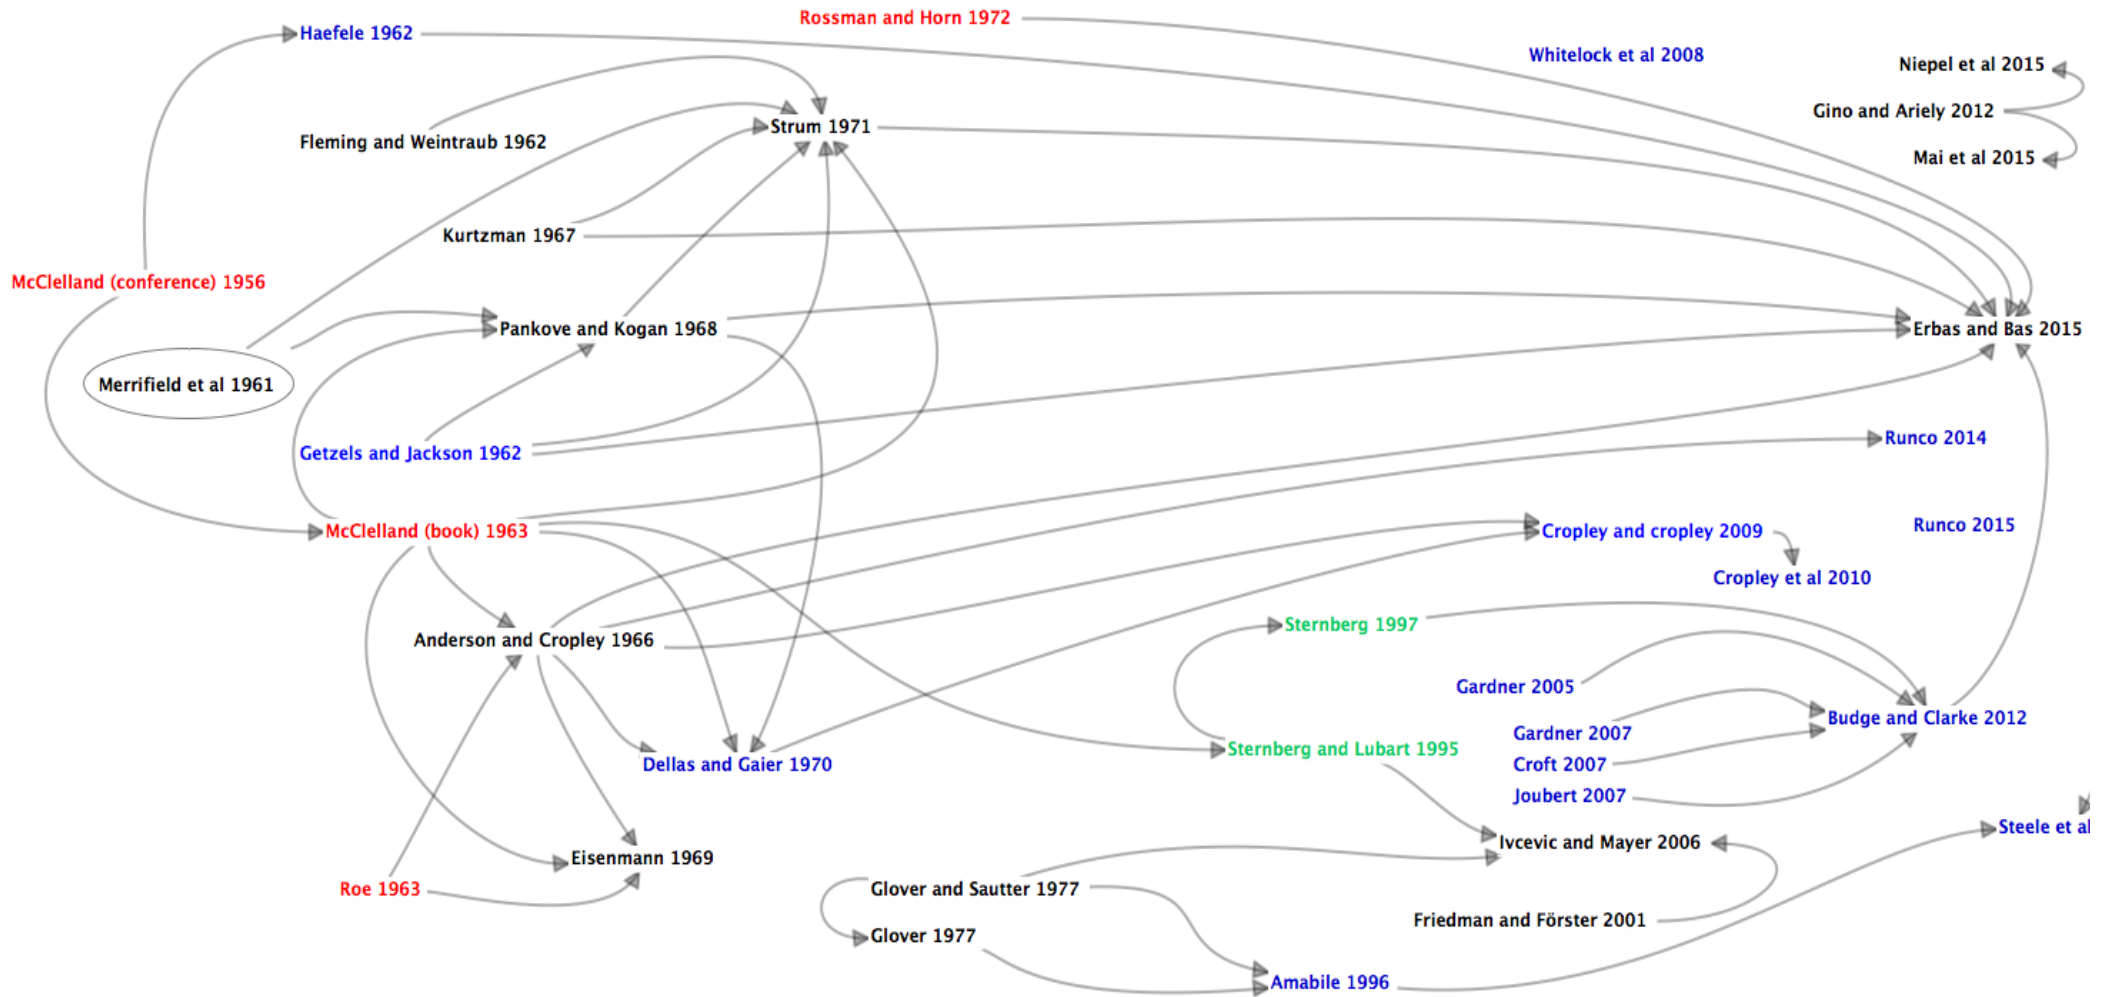 Rossman and Horn 1972
Haefele 1962
Whitelock et al 2008
Niepel et al 2015
Gino and Ariely 2012
Strum 1971
Fleming and Weintraub 1962
Mai et al 2015
Kurtzman 1967
McClelland (conference) 1956
Pankove and Kogan 1968
Erbas and Bas 2015
Merrifield et al 1961
Runco 2014
Getzels and Jackson 1962
Runco 2015
McClelland (book) 1963
Cropley and cropley 2009
Cropley et al 2010
Sternberg 1997
Anderson and Cropley 1966
Gardner 2005
Budge and Clarke 2012
Gardner 2007
Sternberg and Lubart 1995
Dellas and Gaier 1970
Croft 2007
Joubert 2007
Steele et al
Ivcevic and Mayer 2006
Eisenmann 1969
Roe 1963
Glover and Sautter 1977
Friedman and Förster 2001
Glover 1977
Amabile 1996